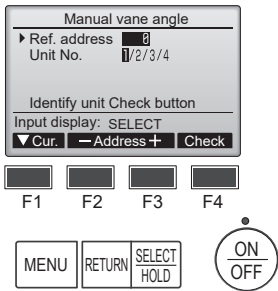 Manual vane angle
▶ Ref. address 0
Unit No. 1/2/3/4
Identify unit Check button
Input display: SELECT
▼ Cur. − Address + Check
F1 F2 F3 F4
MENU RETURN SELECT HOLD ON OFF